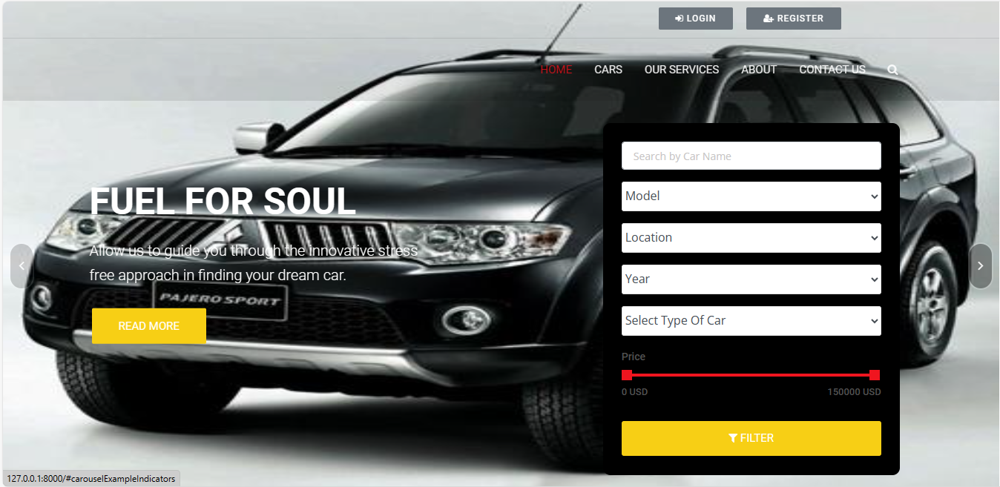 LOGIN
REGISTER
HOME
CARS
OUR SERVICES
ABOUT
CONTACT US
FUEL FOR SOUL
Allow us to guide you through the innovative stress
free approach in finding your dream car.
PAJERO SPORT
READ MORE
Search by Car Name
Model
Location
Year
Select Type Of Car
Price
0 USD
150000 USD
FILTER
127.0.0.1:8000/#carouselExampleIndicators